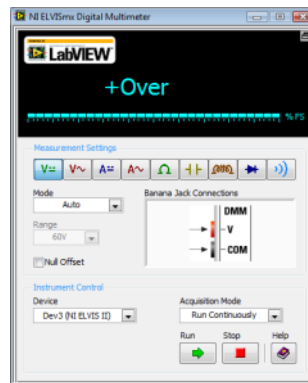 NI ELVISmx Digital Multimeter
LabVIEW
+Over
% FS
Measurement Settings
V= V~ A= A~ Ω
Mode
Banana Jack Connections
Auto
DMM
V
COM
Range
60V
Null Offset
Instrument Control
Device
Acquisition Mode
Dev3 (NI ELVIS II)
Run Continuously
Run
Stop
Help